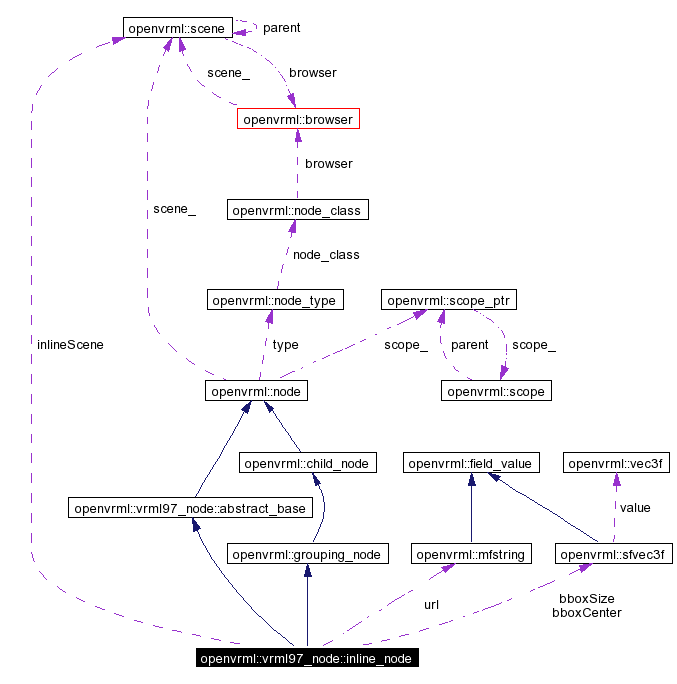 openvrml::scene
parent
scene_
browser
openvrml::browser
browser
scene_
openvrml::node_class
node_class
openvrml::node_type
openvrml::scope_ptr
inlineScene
type
scope_
parent
scope_
openvrml::node
openvrml::scope
openvrml::child_node
openvrml::field_value
openvrml::vec3f
openvrml::vrml97_node::abstract_base
value
openvrml::grouping_node
openvrml::mfstring
openvrml::sfvec3f
url
bboxSize
bboxCenter
openvrml::vrml97_node::inline_node